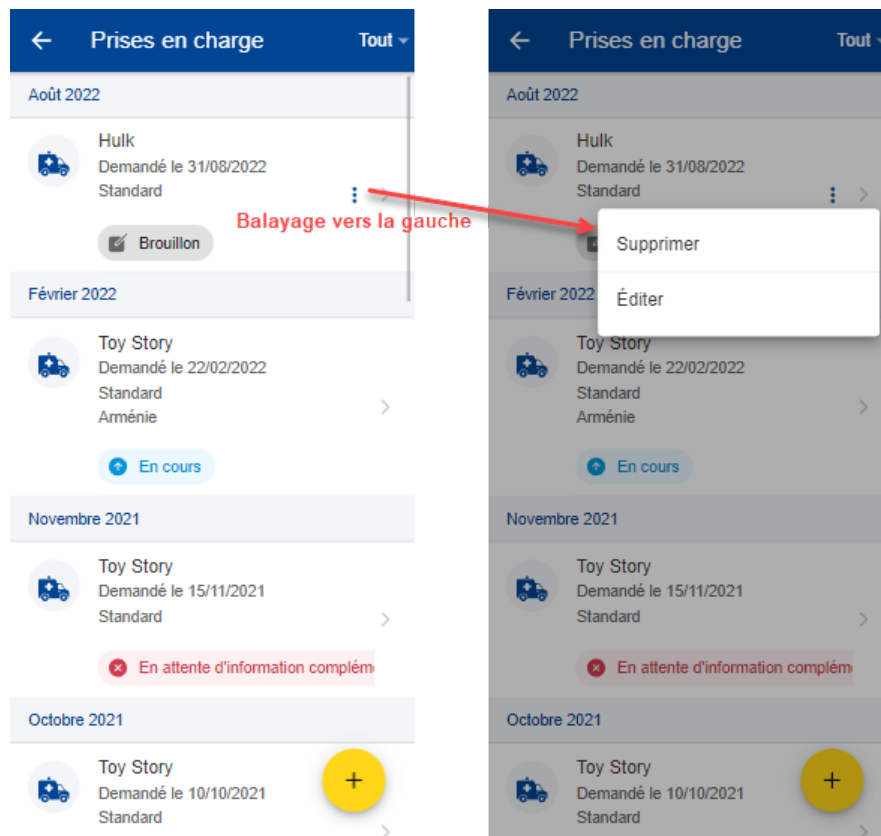 Prises en charge
Tout
Août 2022
Hulk
Demandé le 31/08/2022
Standard
Brouillon
Février 2022
Toy Story
Demandé le 22/02/2022
Standard
Arménie
En cours
Novembre 2021
Toy Story
Demandé le 15/11/2021
Standard
En attente d'information complém
Octobre 2021
Toy Story
Demandé le 10/10/2021
Standard
Balayage vers la gauche
Prises en charge
Tout
Août 2022
Hulk
Demandé le 31/08/2022
Standard
Supprimer
Éditer
Février 2022
Toy Story
Demandé le 22/02/2022
Standard
Arménie
En cours
Novembre 2021
Toy Story
Demandé le 15/11/2021
Standard
En attente d'information complém
Octobre 2021
Toy Story
Demandé le 10/10/2021
Standard